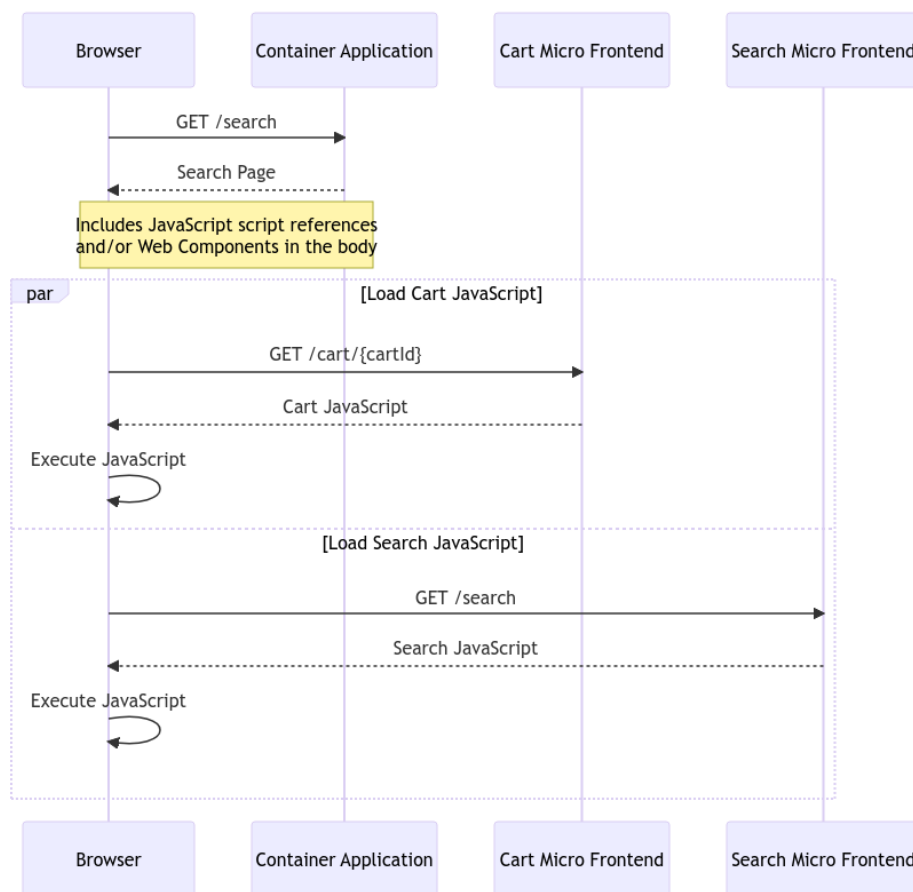 Browser
Container Application
Cart Micro Frontend
Search Micro Frontend
GET /search
Search Page
Includes JavaScript script references
and/or Web Components in the body
par
[Load Cart JavaScript]
GET /cart/{cartId}
Cart JavaScript
Execute JavaScript
[Load Search JavaScript]
GET /search
Search JavaScript
Execute JavaScript
Browser
Container Application
Cart Micro Frontend
Search Micro Frontend